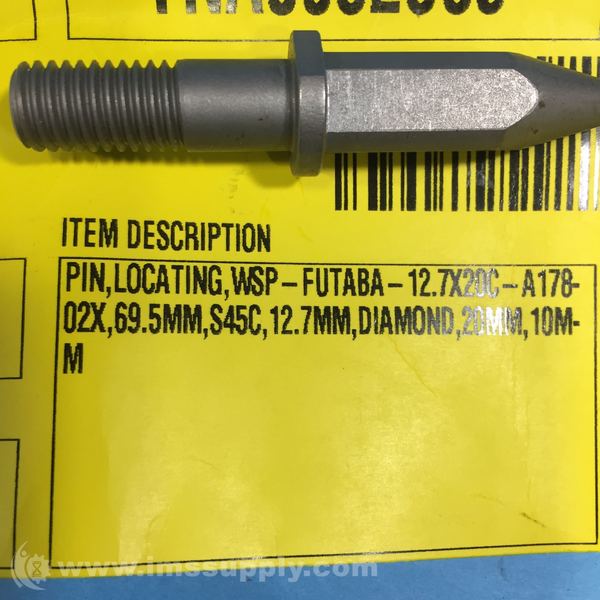 ITEM DESCRIPTION
PIN,LOCATING,WSP-FUTABA-12.7X20C-A178-
02X,69.5MM,S45C,12.7MM,DIAMOND,20MM,10M-
M
www.imssupply.com